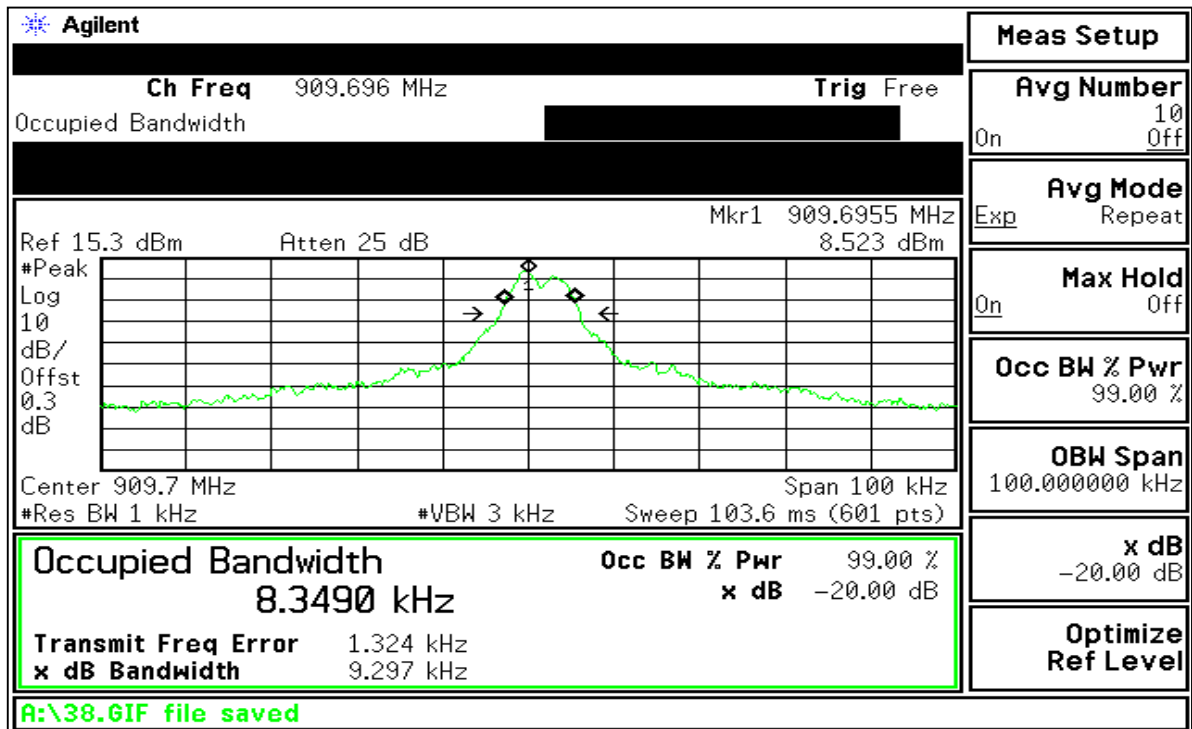 Agilent
Ch Freq 909.696 MHz Trig Free
Occupied Bandwidth
Mkr1 909.6955 MHz
Ref 15.3 dBm Atten 25 dB 8.523 dBm
#Peak
Log
10
dB/
Offst
0.3
dB
1
Center 909.7 MHz Span 100 kHz
#Res BW 1 kHz #VBW 3 kHz Sweep 103.6 ms (601 pts)
Occupied Bandwidth Occ BW % Pwr 99.00 %
8.3490 kHz x dB -20.00 dB
Transmit Freq Error 1.324 kHz
x dB Bandwidth 9.297 kHz
A:\38.GIF file saved
Meas Setup
Avg Number
10
On Off
Avg Mode
Exp Repeat
Max Hold
On Off
Occ BW % Pwr
99.00 %
OBW Span
100.000000 kHz
x dB
-20.00 dB
Optimize
Ref Level